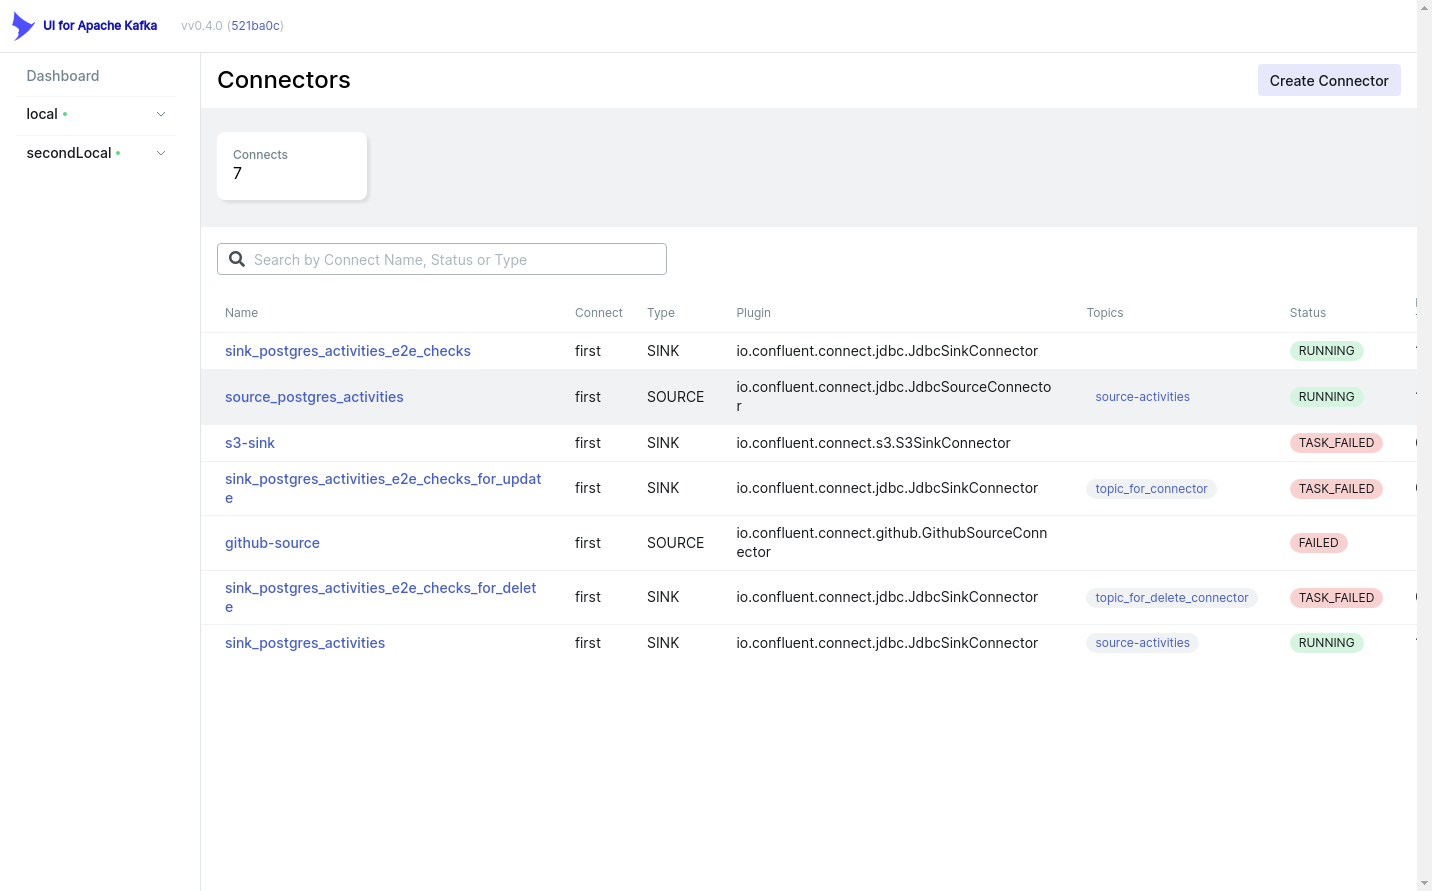 UI for Apache Kafka vv0.4.0 (521ba0c)
Dashboard
local
secondLocal
Connectors
Create Connector
Connects
7
Search by Connect Name, Status or Type
Name Connect Type Plugin Topics Status
sink_postgres_activities_e2e_checks first SINK io.confluent.connect.jdbc.JdbcSinkConnector RUNNING
source_postgres_activities first SOURCE io.confluent.connect.jdbc.JdbcSourceConnecto
r source-activities RUNNING
s3-sink first SINK io.confluent.connect.s3.S3SinkConnector TASK_FAILED
sink_postgres_activities_e2e_checks_for_updat
e first SINK io.confluent.connect.jdbc.JdbcSinkConnector topic_for_connector TASK_FAILED
github-source first SOURCE io.confluent.connect.github.GithubSourceConn
ector FAILED
sink_postgres_activities_e2e_checks_for_delet
e first SINK io.confluent.connect.jdbc.JdbcSinkConnector topic_for_delete_connector TASK_FAILED
sink_postgres_activities first SINK io.confluent.connect.jdbc.JdbcSinkConnector source-activities RUNNING